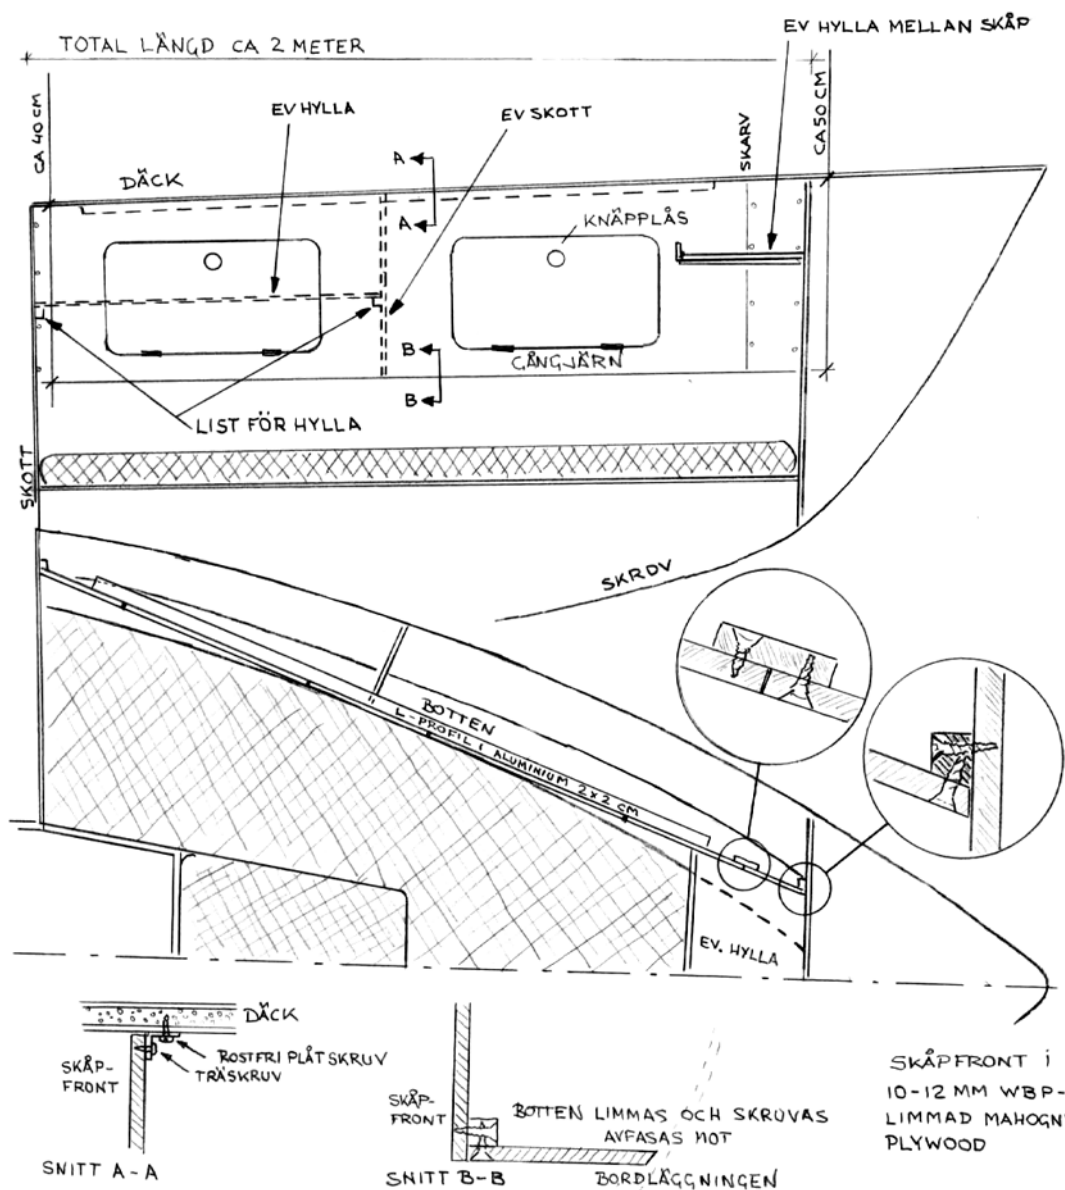 TOTAL LÄNGD CA 2 METER
EV HYLLA MELLAN SKÅP
CA 40 CM
EV HYLLA
EV SKOTT
SKARV
CA 50 CM
A
DÄCK
A
KNÄPPLÅS
B
GÅNGJÄRN
B
LIST FÖR HYLLA
SKOTT
SKROV
BOTTEN
L-PROFIL I ALUMINIUM 2x2 CM
EV. HYLLA
DÄCK
SKÅP-
FRONT
ROSTFRI PLÅTSKRUV
TRÄSKRUV
SNITT A-A
SKÅP-
FRONT
BOTTEN LIMMAS OCH SKRUVAS
AVFASAS MOT
BORDLÄGGNINGEN
SNITT B-B
SKÅPFRONT i
10-12 MM WBP-
LIMMAD MAHOGN
PLYWOOD